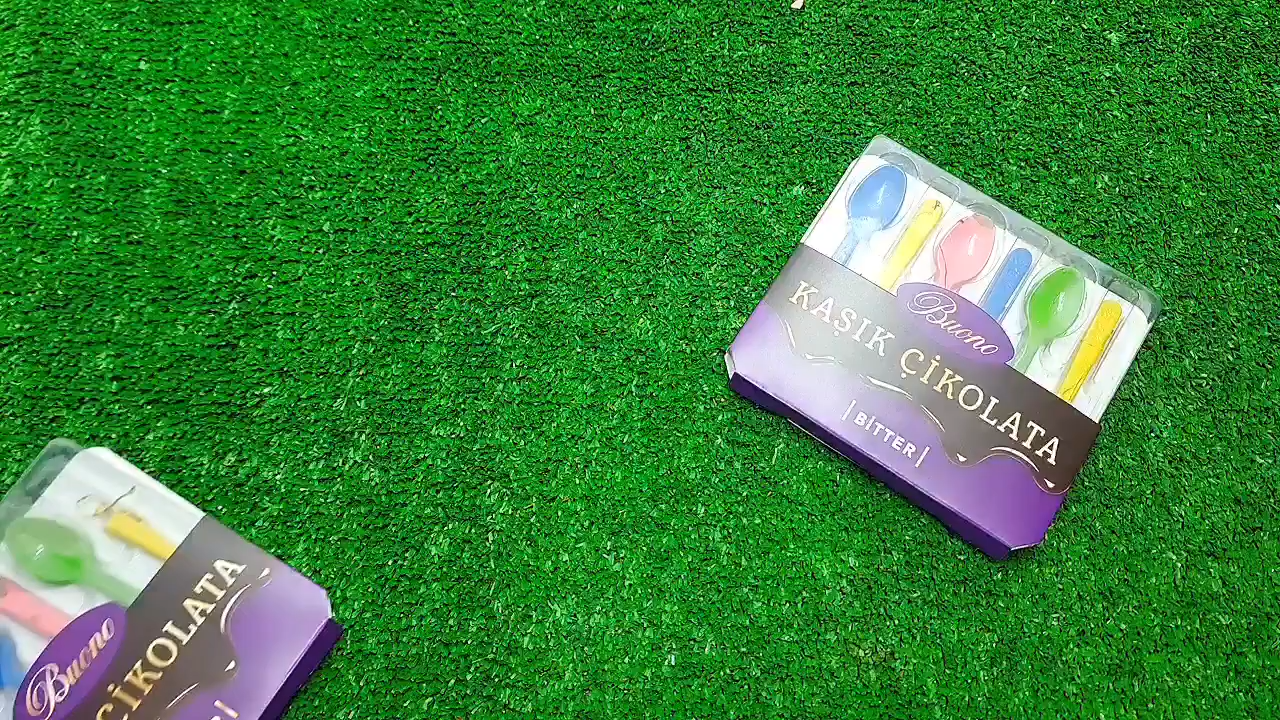 Buono
KAŞIK ÇİKOLATA
|BİTTER|
Buono
ÇİKOLATA